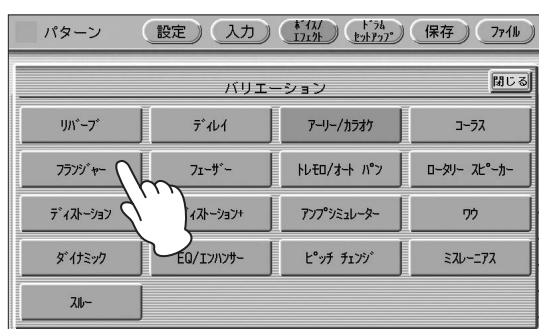 パターン 設定 入力 ﾎﾞｲｽ/ｴﾌｪｸﾄ ﾄﾞﾗﾑｾｯﾄｱｯﾌﾟ 保存 ﾌｧｲﾙ
バリエーション 閉じる
ﾘﾊﾞｰﾌﾞ ﾃﾞｨﾚｲ ｱｰﾘｰ/ｶﾗｵｹ ｺｰﾗｽ
ﾌﾗﾝｼﾞｬｰ ﾌｪｰｻﾞｰ ﾄﾚﾓﾛ/ｵｰﾄ ﾊﾟﾝ ﾛｰﾀﾘｰ ｽﾋﾟｰｶｰ
ﾃﾞｨｽﾄｰｼｮﾝ ｨｽﾄｰｼｮﾝ+ ｱﾝﾌﾟｼﾐｭﾚｰﾀｰ ﾜｳ
ﾀﾞｲﾅﾐｯｸ EQ/ｴﾝﾊﾝｻｰ ﾋﾟｯﾁ ﾁｪﾝｼﾞ ﾐｽﾚｰﾆｱｽ
ｽﾙｰ